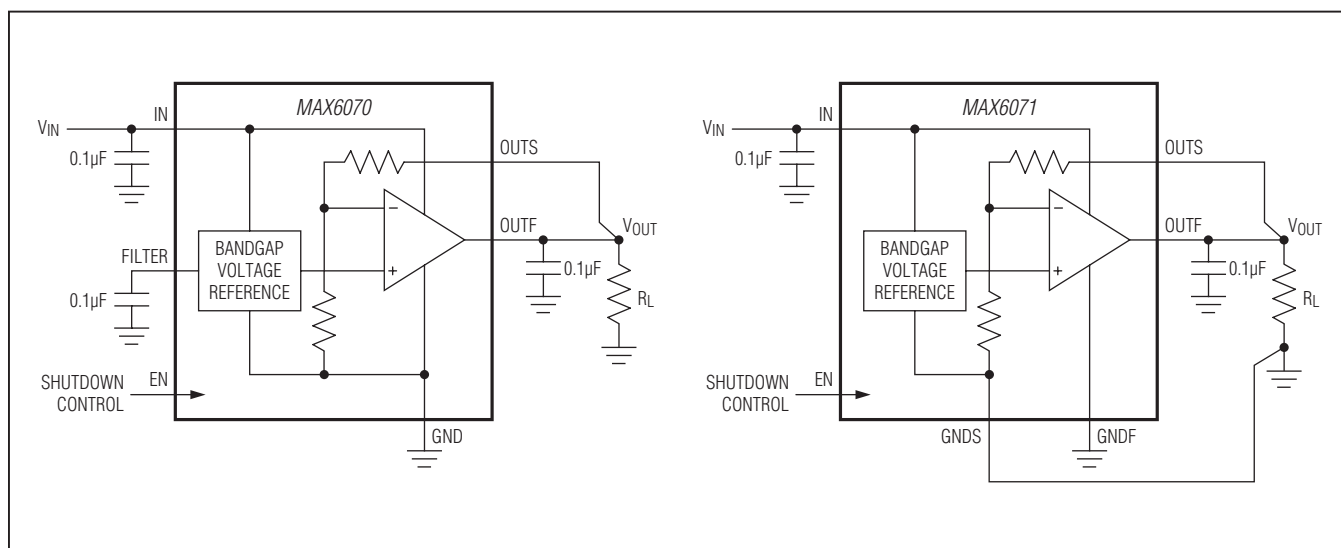 MAX6070
IN
VIN
0.1µF
OUTS
OUTF
VOUT
FILTER
BANDGAP
VOLTAGE
REFERENCE
−
+
0.1µF
0.1µF
RL
SHUTDOWN
CONTROL
EN
GND
MAX6071
IN
VIN
0.1µF
OUTS
OUTF
VOUT
BANDGAP
VOLTAGE
REFERENCE
−
+
0.1µF
RL
SHUTDOWN
CONTROL
EN
GNDS
GNDF